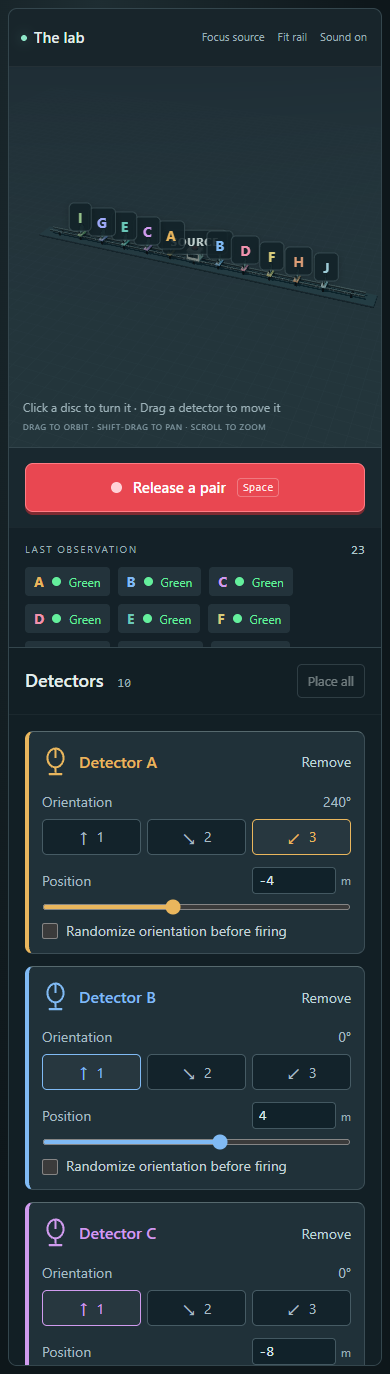 The lab
Focus source Fit rail Sound on
I G E C A B D F H J
Click a disc to turn it · Drag a detector to move it
DRAG TO ORBIT · SHIFT-DRAG TO PAN · SCROLL TO ZOOM
Release a pair Space
LAST OBSERVATION 23
A Green B Green C Green
D Green E Green F Green
Detectors 10 Place all
Detector A Remove
Orientation 240°
↑ 1 ↘ 2 ↙ 3
Position -4 m
Randomize orientation before firing
Detector B Remove
Orientation 0°
↑ 1 ↘ 2 ↙ 3
Position 4 m
Randomize orientation before firing
Detector C Remove
Orientation 0°
↑ 1 ↘ 2 ↙ 3
Position -8 m